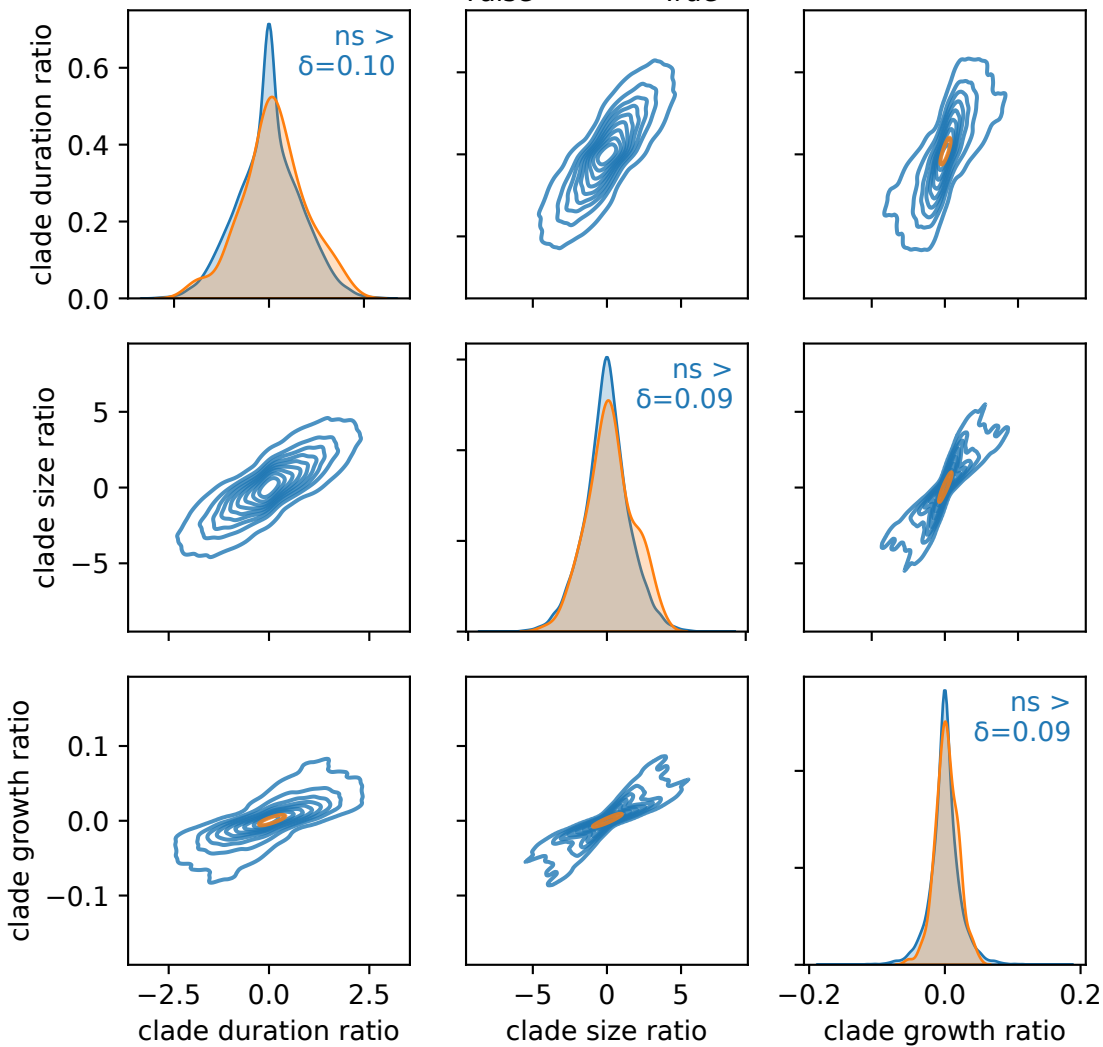 clade duration ratio
0.6
0.4
0.2
0.0
ns >
δ=0.10
clade size ratio
5
0
−5
ns >
δ=0.09
clade growth ratio
0.1
0.0
−0.1
ns >
δ=0.09
−2.5 0.0 2.5
−5 0 5
−0.2 0.0 0.2
clade duration ratio
clade size ratio
clade growth ratio